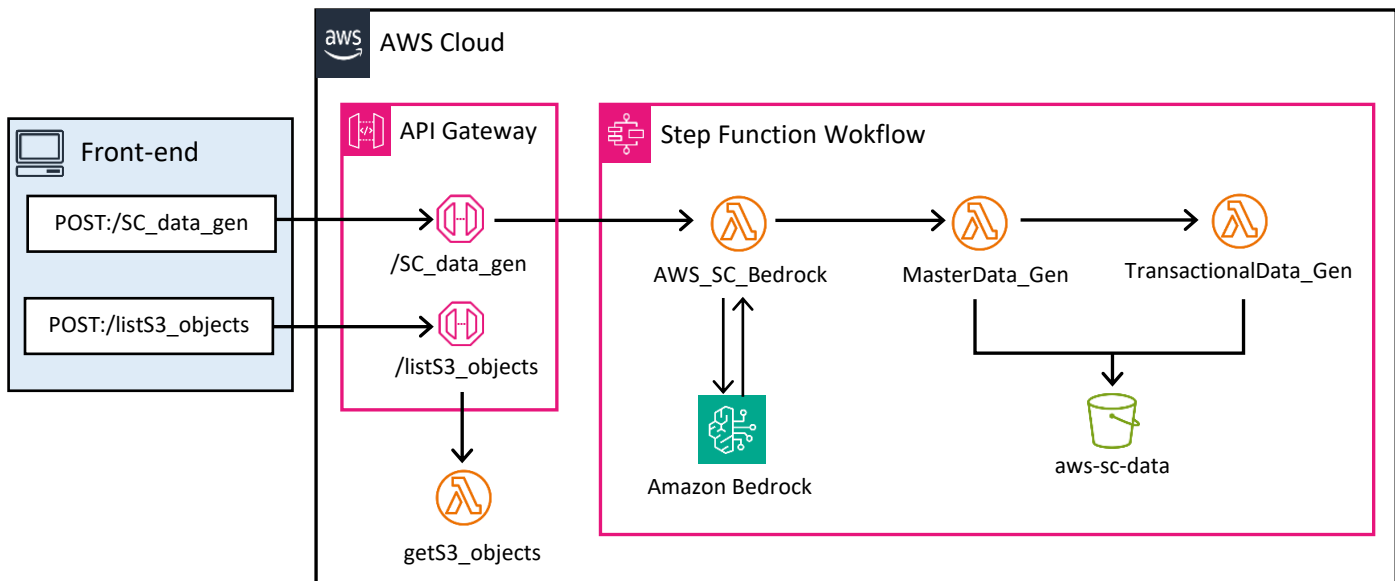 aws
AWS Cloud
Front-end
POST:/SC_data_gen
POST:/listS3_objects
API Gateway
/SC_data_gen
/listS3_objects
getS3_objects
Step Function Wokflow
AWS_SC_Bedrock
MasterData_Gen
TransactionalData_Gen
Amazon Bedrock
aws-sc-data